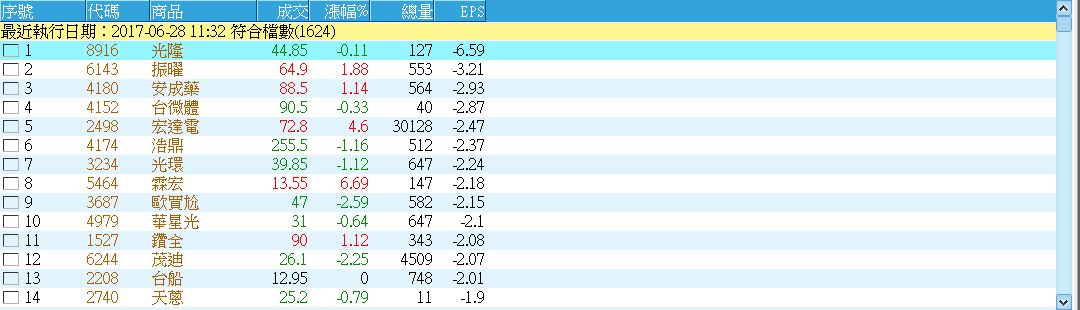 序號 代碼 商品 成交 漲幅% 總量 EPS
最近執行日期：2017-06-28 11:32 符合檔數(1624)
1 8916 光隆 44.85 -0.11 127 -6.59
2 6143 振曜 64.9 1.88 553 -3.21
3 4180 安成藥 88.5 1.14 564 -2.93
4 4152 台微體 90.5 -0.33 40 -2.87
5 2498 宏達電 72.8 4.6 30128 -2.47
6 4174 浩鼎 255.5 -1.16 512 -2.37
7 3234 光環 39.85 -1.12 647 -2.24
8 5464 霖宏 13.55 6.69 147 -2.18
9 3687 歐買尬 47 -2.59 582 -2.15
10 4979 華星光 31 -0.64 647 -2.1
11 1527 鑽全 90 1.12 343 -2.08
12 6244 茂迪 26.1 -2.25 4509 -2.07
13 2208 台船 12.95 0 748 -2.01
14 2740 天蔥 25.2 -0.79 11 -1.9